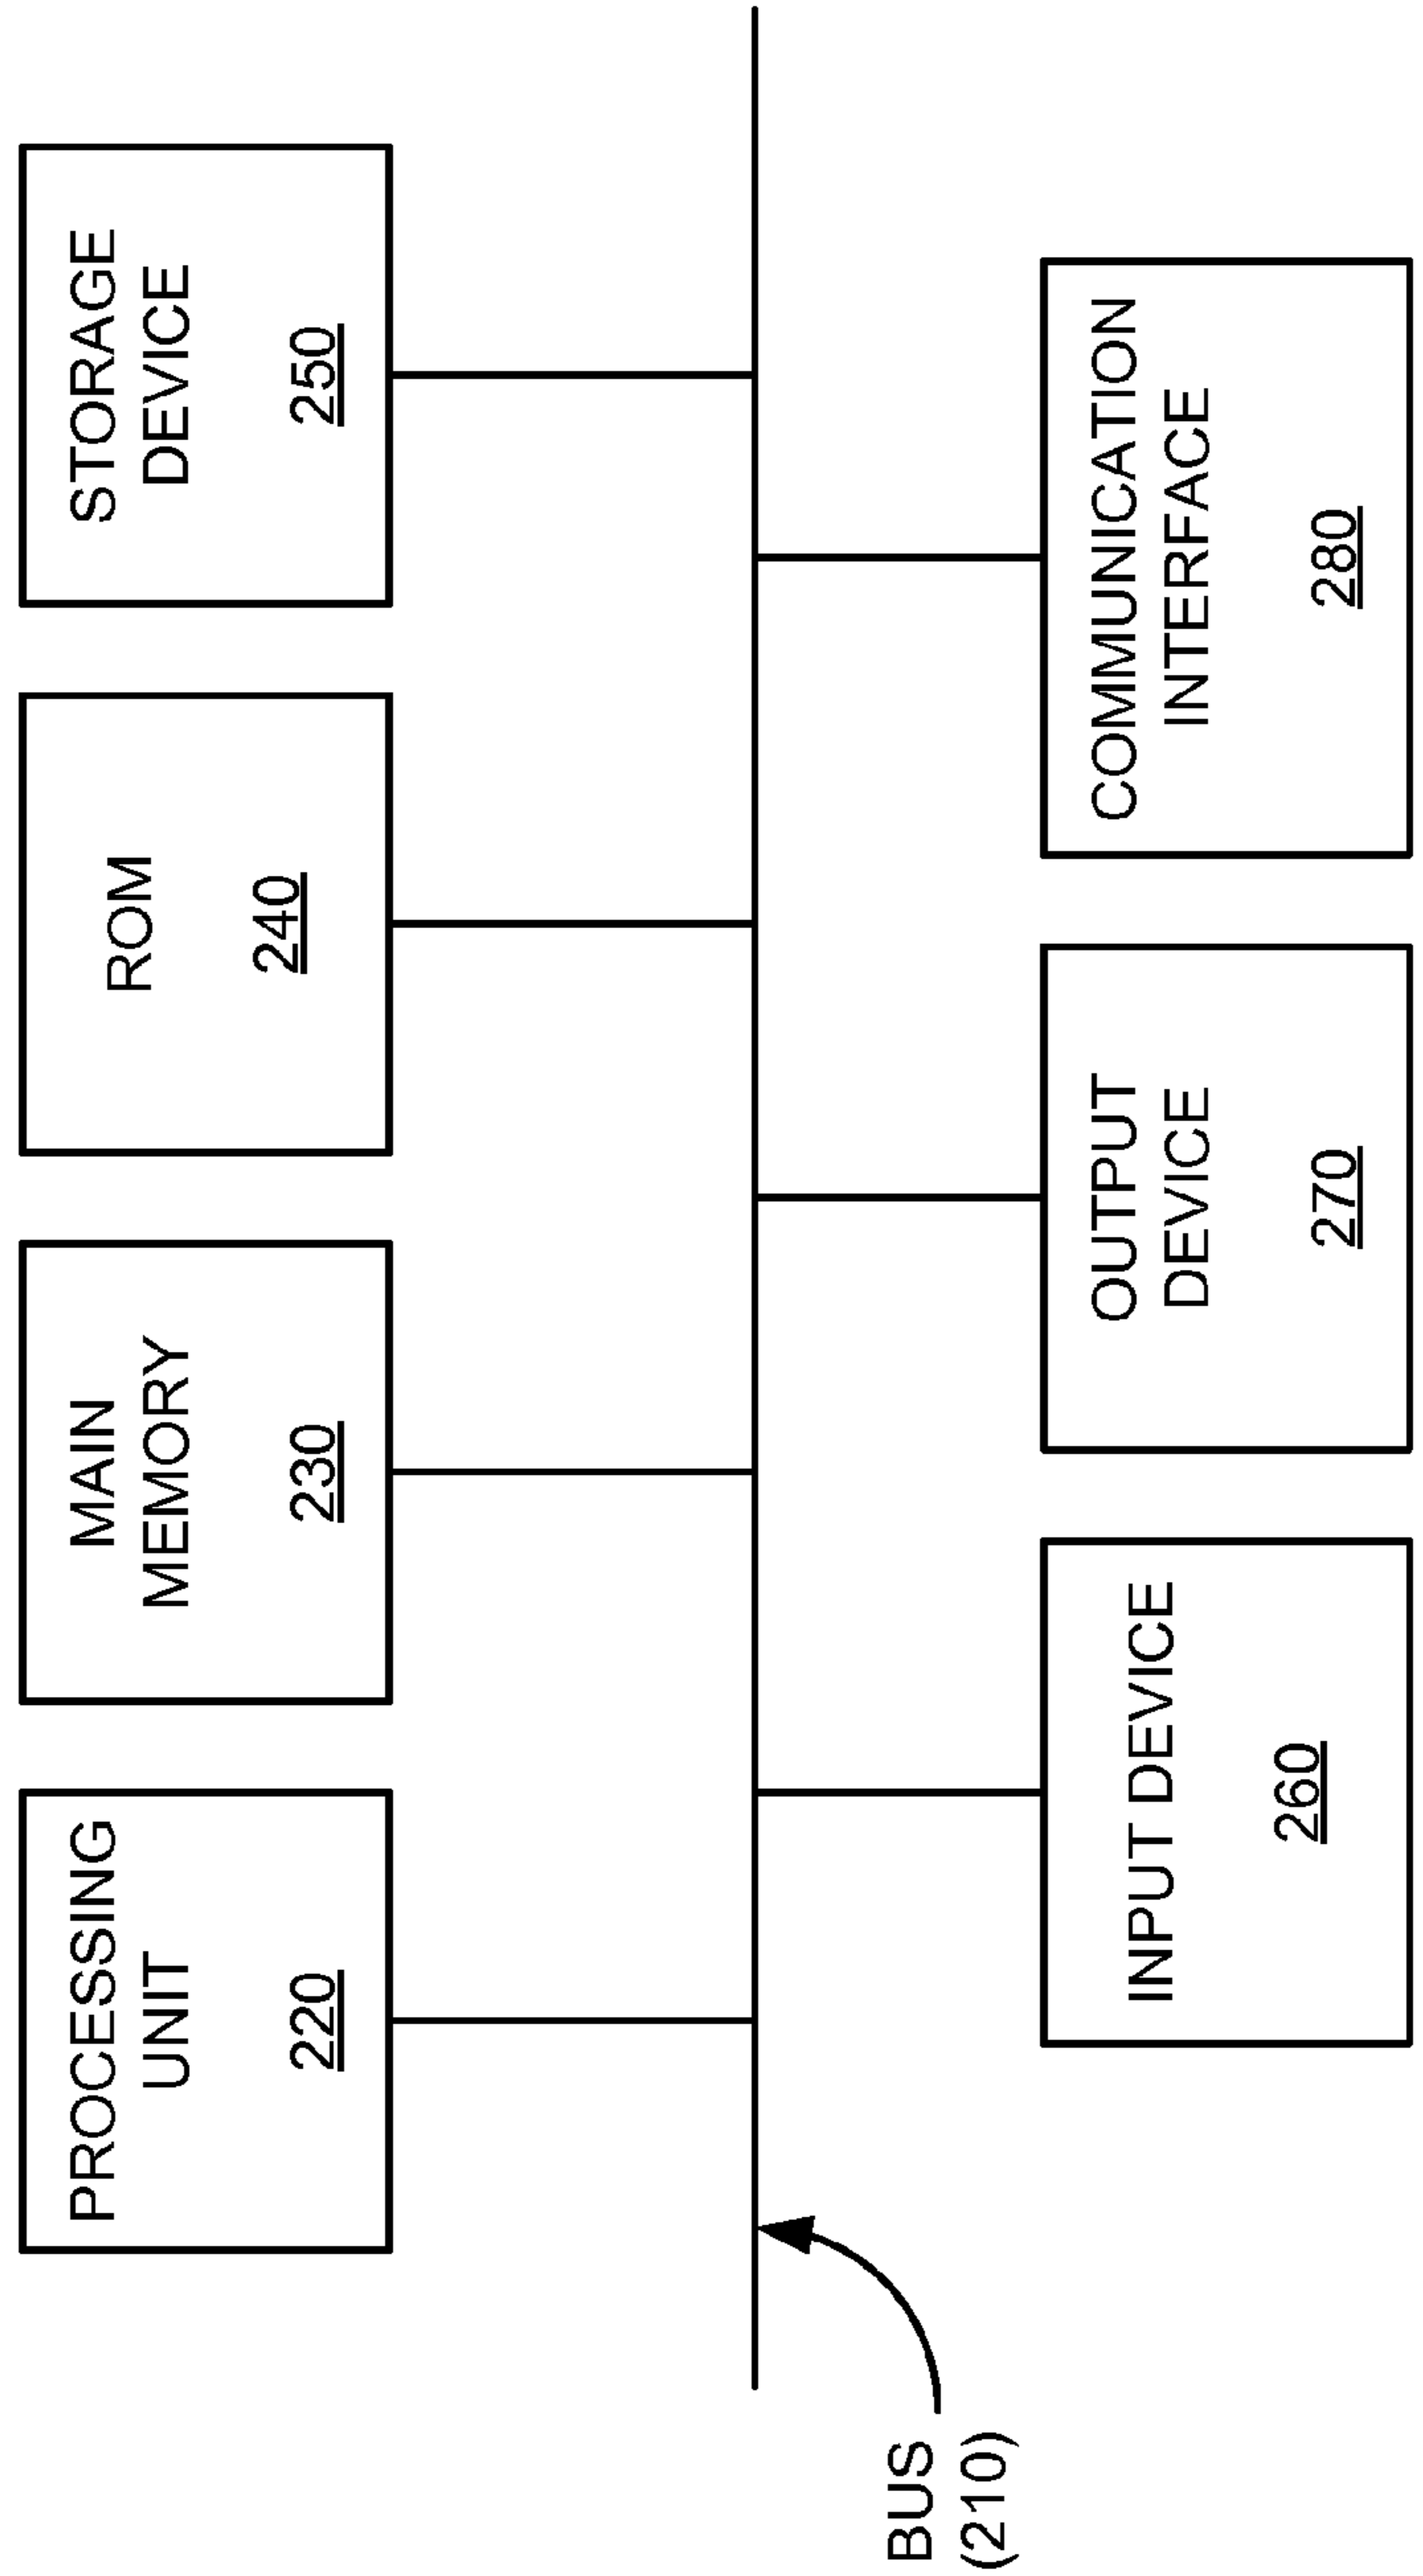 PROCESSING
UNIT
220
MAIN
MEMORY
230
ROM
240
STORAGE
DEVICE
250
BUS
(210)
INPUT DEVICE
260
OUTPUT
DEVICE
270
COMMUNICATION
INTERFACE
280